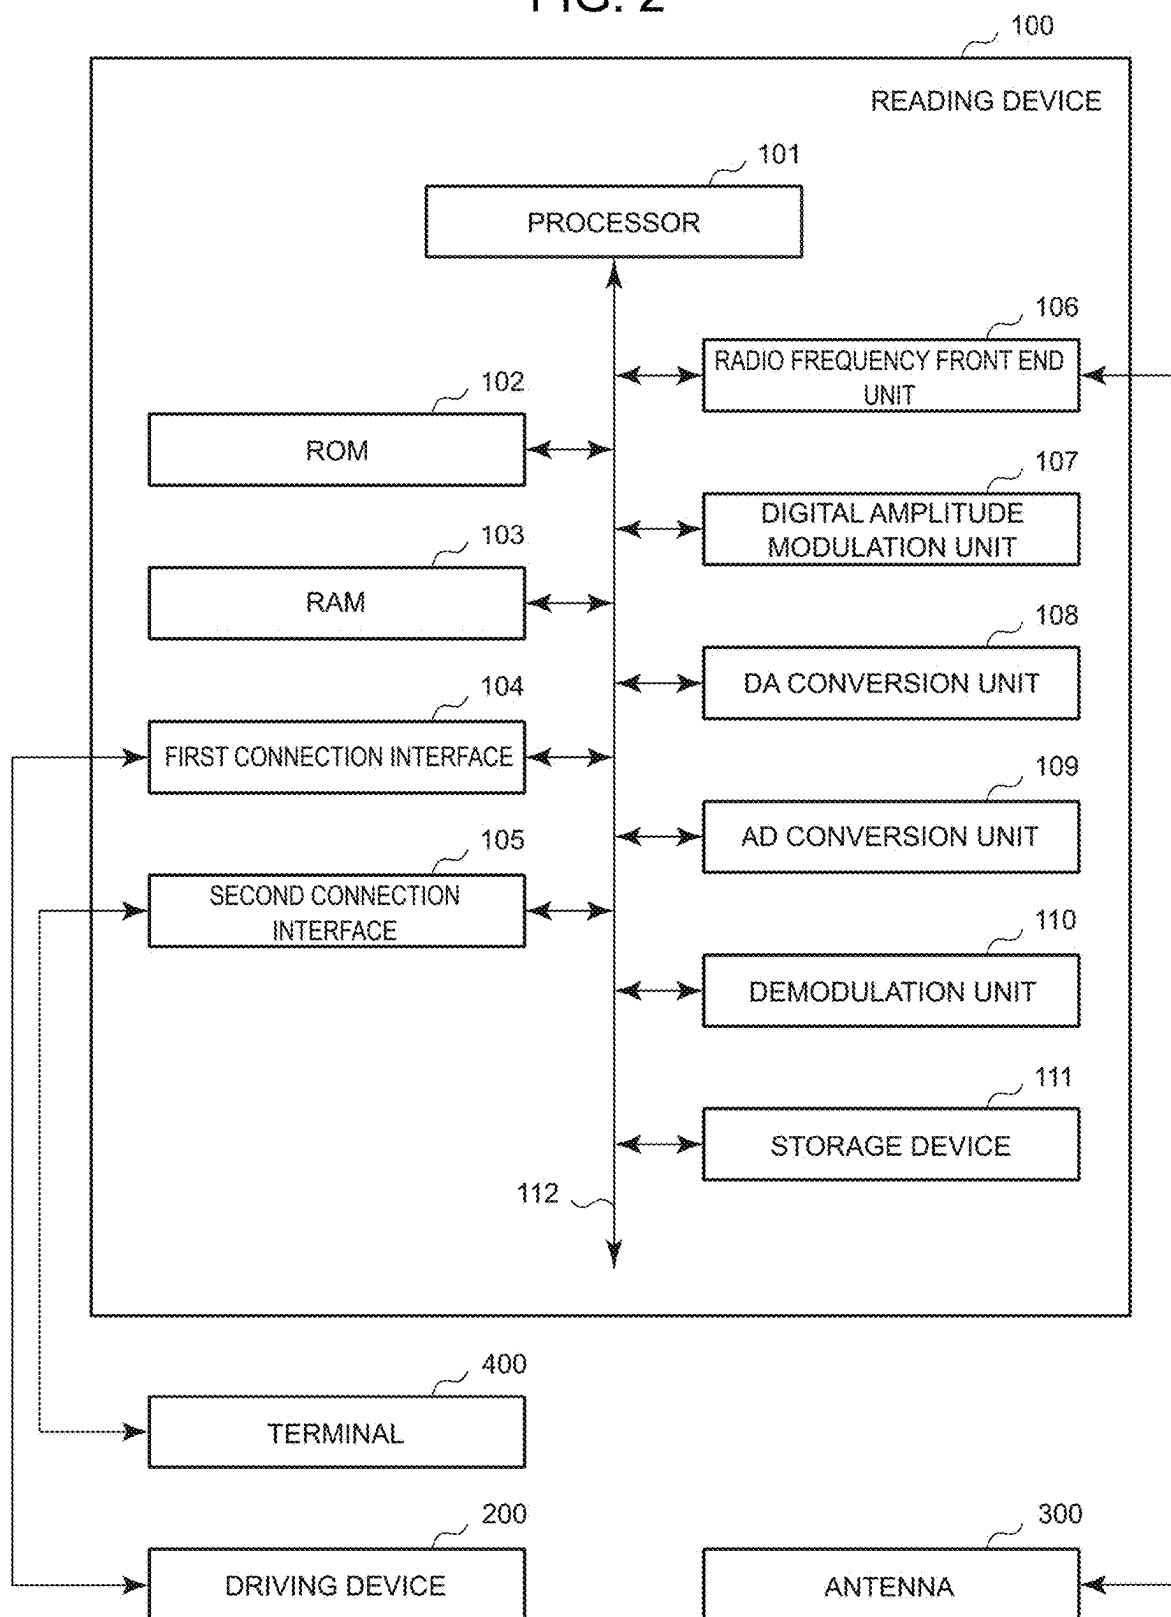 FIG. 2
100
READING DEVICE
101
PROCESSOR
106
RADIO FREQUENCY FRONT END
UNIT
102
ROM
107
DIGITAL AMPLITUDE
MODULATION UNIT
103
RAM
108
DA CONVERSION UNIT
104
FIRST CONNECTION INTERFACE
109
AD CONVERSION UNIT
105
SECOND CONNECTION
INTERFACE
110
DEMODULATION UNIT
111
STORAGE DEVICE
112
400
TERMINAL
200
DRIVING DEVICE
300
ANTENNA